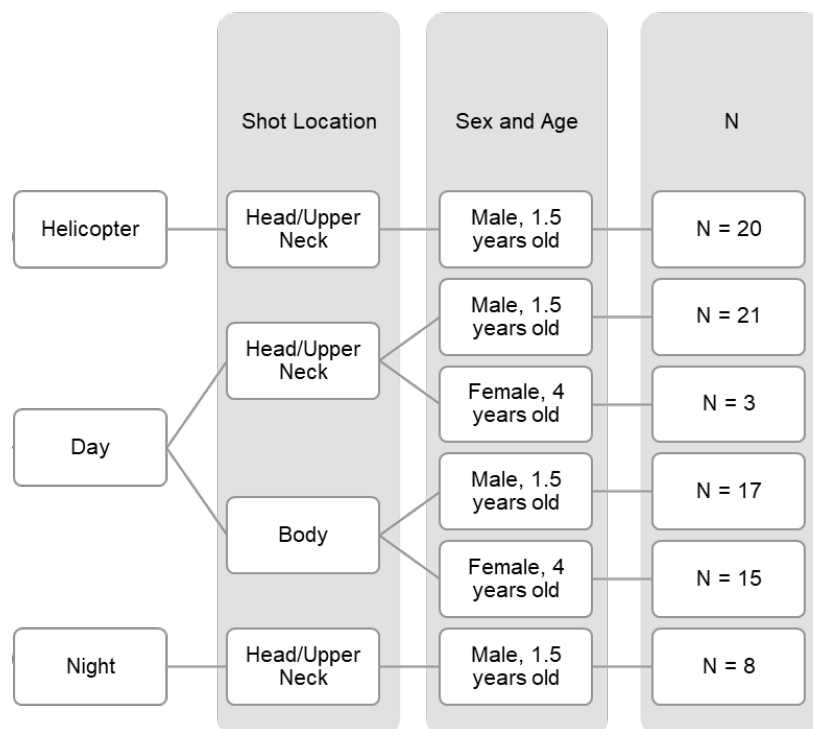 Shot Location
Sex and Age
N
Helicopter
Head/Upper
Neck
Male, 1.5
years old
N = 20
Day
Head/Upper
Neck
Male, 1.5
years old
N = 21
Female, 4
years old
N = 3
Body
Male, 1.5
years old
N = 17
Female, 4
years old
N = 15
Night
Head/Upper
Neck
Male, 1.5
years old
N = 8